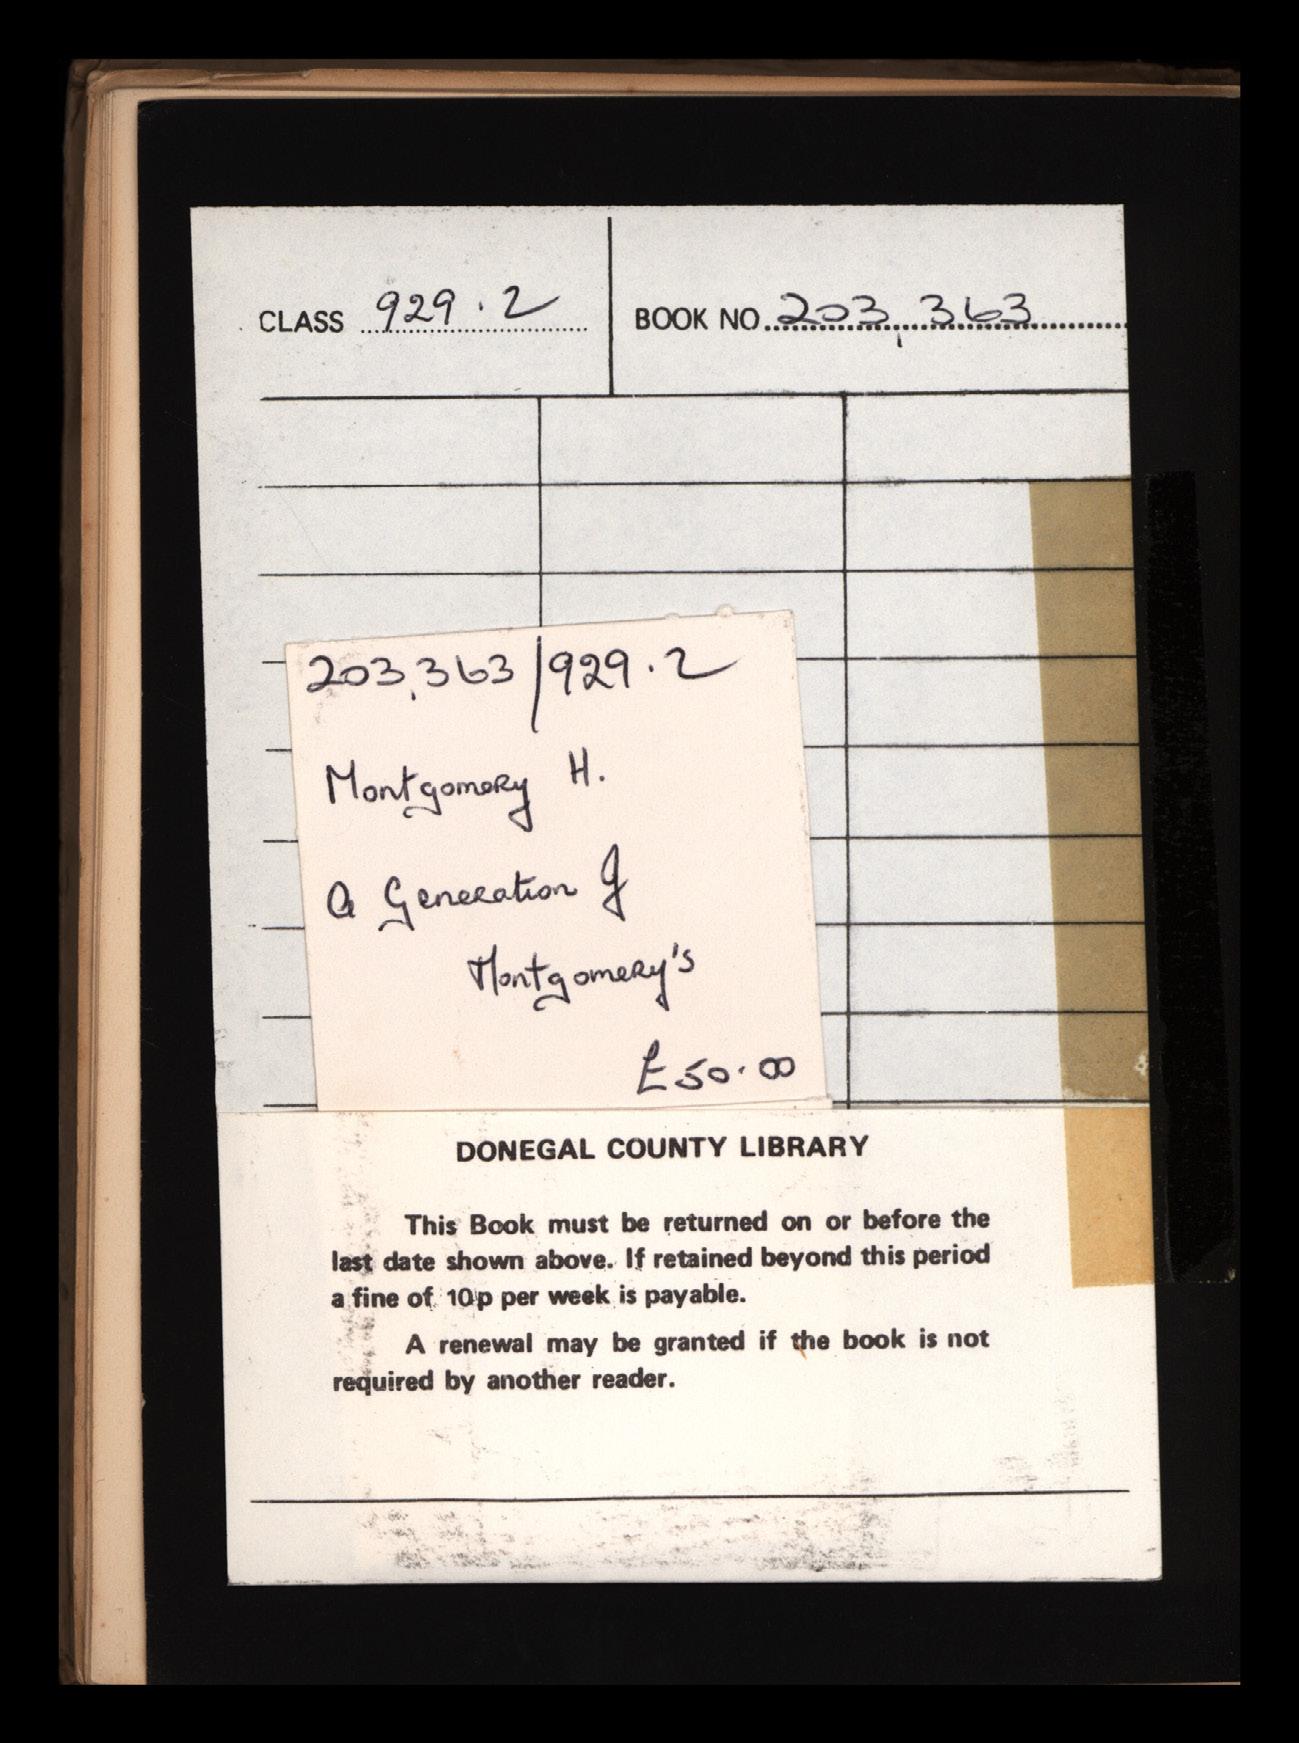 CLASS 929.2
BOOK NO. 203,363
203,363/929.2
Montgomery H.
A Generation of
Montgomery's
£50.00
DONEGAL COUNTY LIBRARY
This Book must be returned on or before the
last date shown above. If retained beyond this period
a fine of 10p per week is payable.
A renewal may be granted if the book is not
required by another reader.